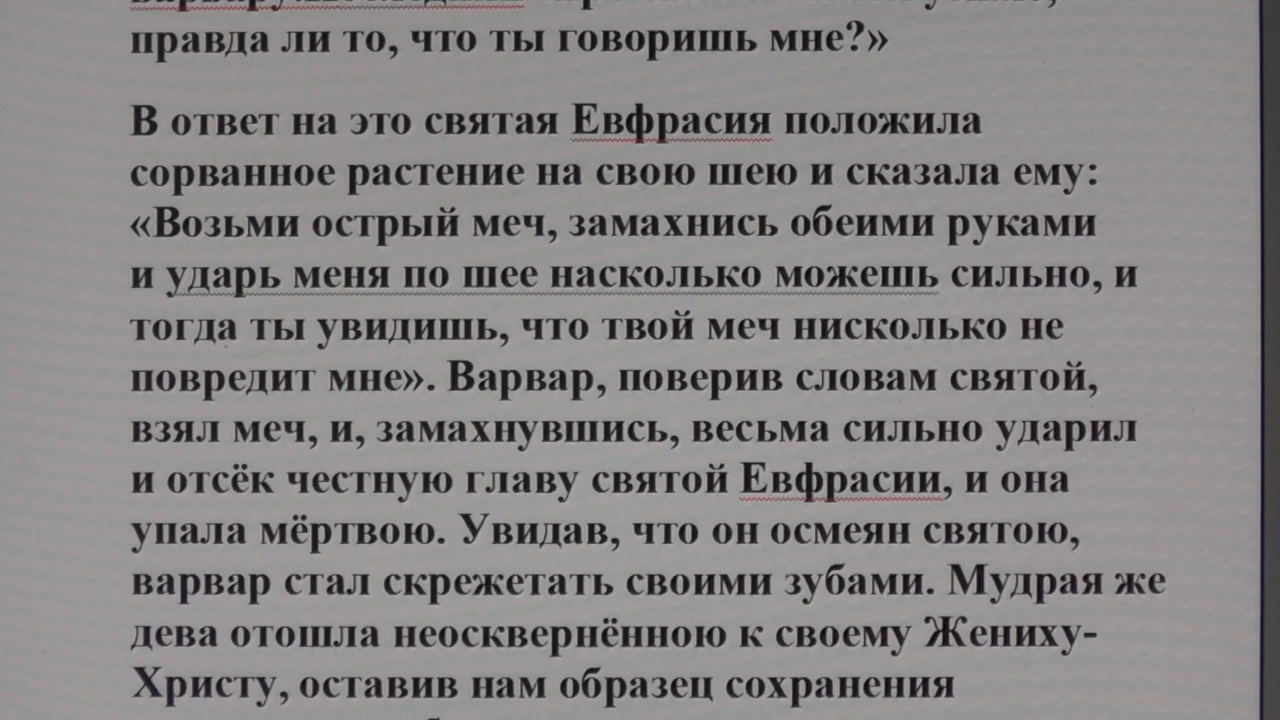 правда ли то, что ты говоришь мне?»
В ответ на это святая Евфрасия положила
сорванное растение на свою шею и сказала ему:
«Возьми острый меч, замахнись обеими руками
и ударь меня по шее насколько можешь сильно, и
тогда ты увидишь, что твой меч нисколько не
повредит мне». Варвар, поверив словам святой,
взял меч, и, замахнувшись, весьма сильно ударил
и отсёк честную главу святой Евфрасии, и она
упала мёртвою. Увидав, что он осмеян святою,
варвар стал скрежетать своими зубами. Мудрая же
дева отошла неосквернённою к своему Жениху-
Христу, оставив нам образец сохранения